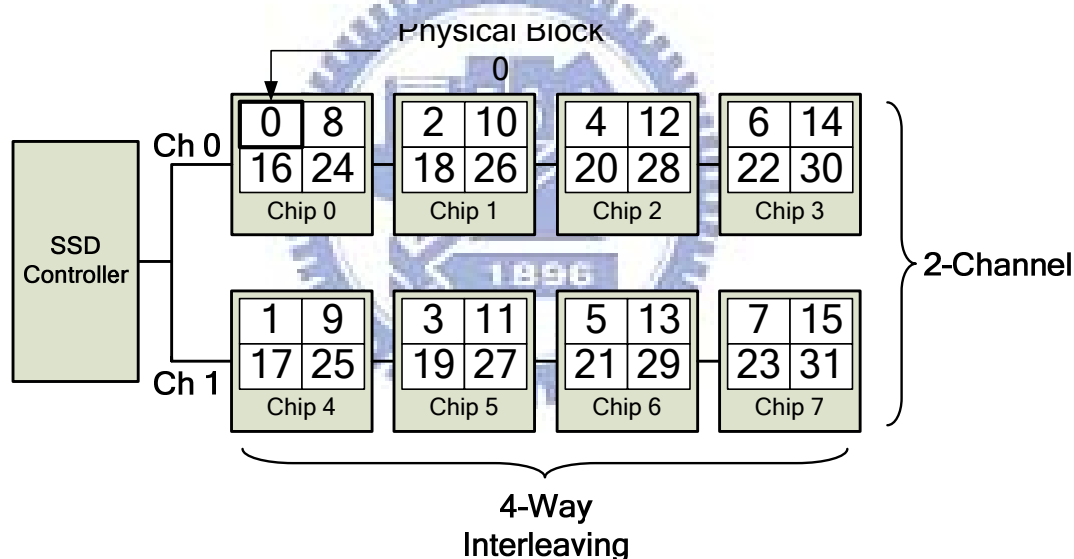 Physical Block
0
Ch 0
0 8
16 24
Chip 0
2 10
18 26
Chip 1
4 12
20 28
Chip 2
6 14
22 30
Chip 3
SSD
Controller
2-Channel
1896
Ch 1
1 9
17 25
Chip 4
3 11
19 27
Chip 5
5 13
21 29
Chip 6
7 15
23 31
Chip 7
4-Way
Interleaving